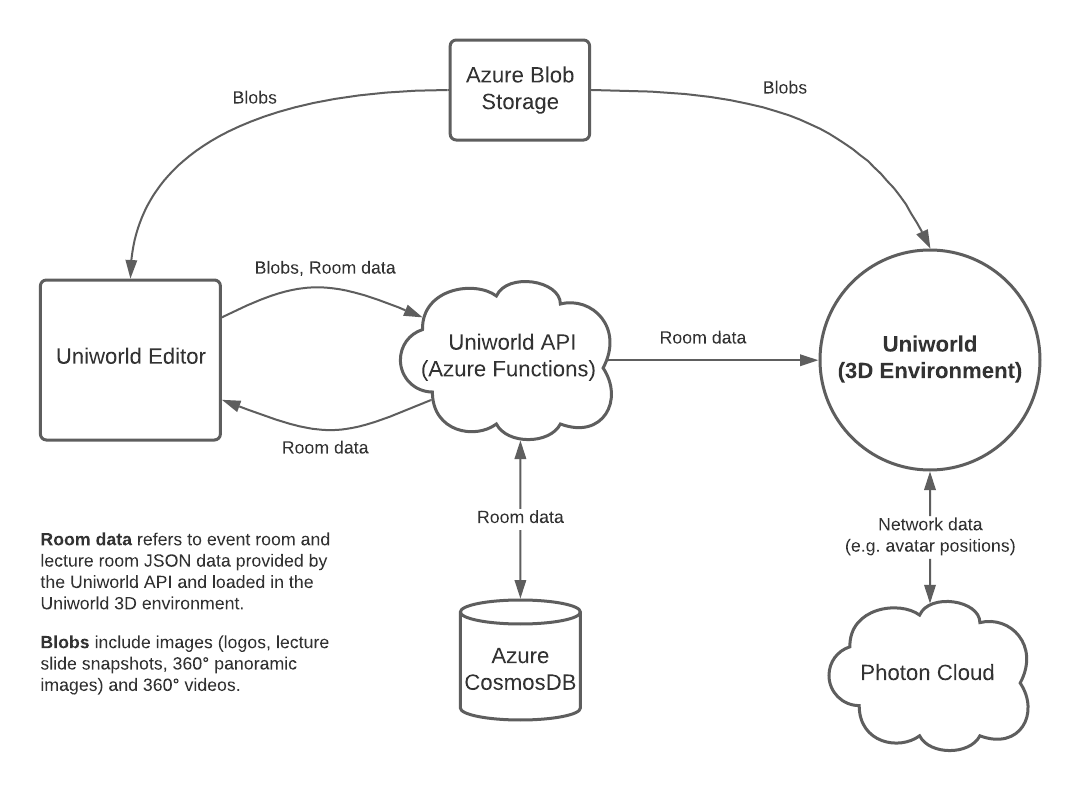 Azure Blob
Storage
Blobs
Blobs
Blobs, Room data
Uniworld Editor
Uniworld API
(Azure Functions)
Room data
Uniworld
(3D Environment)
Room data
Room data
Network data
(e.g. avatar positions)
Room data refers to event room and
lecture room JSON data provided by
the Uniworld API and loaded in the
Uniworld 3D environment.
Blobs include images (logos, lecture
slide snapshots, 360° panoramic
images) and 360° videos.
Azure
CosmosDB
Photon Cloud